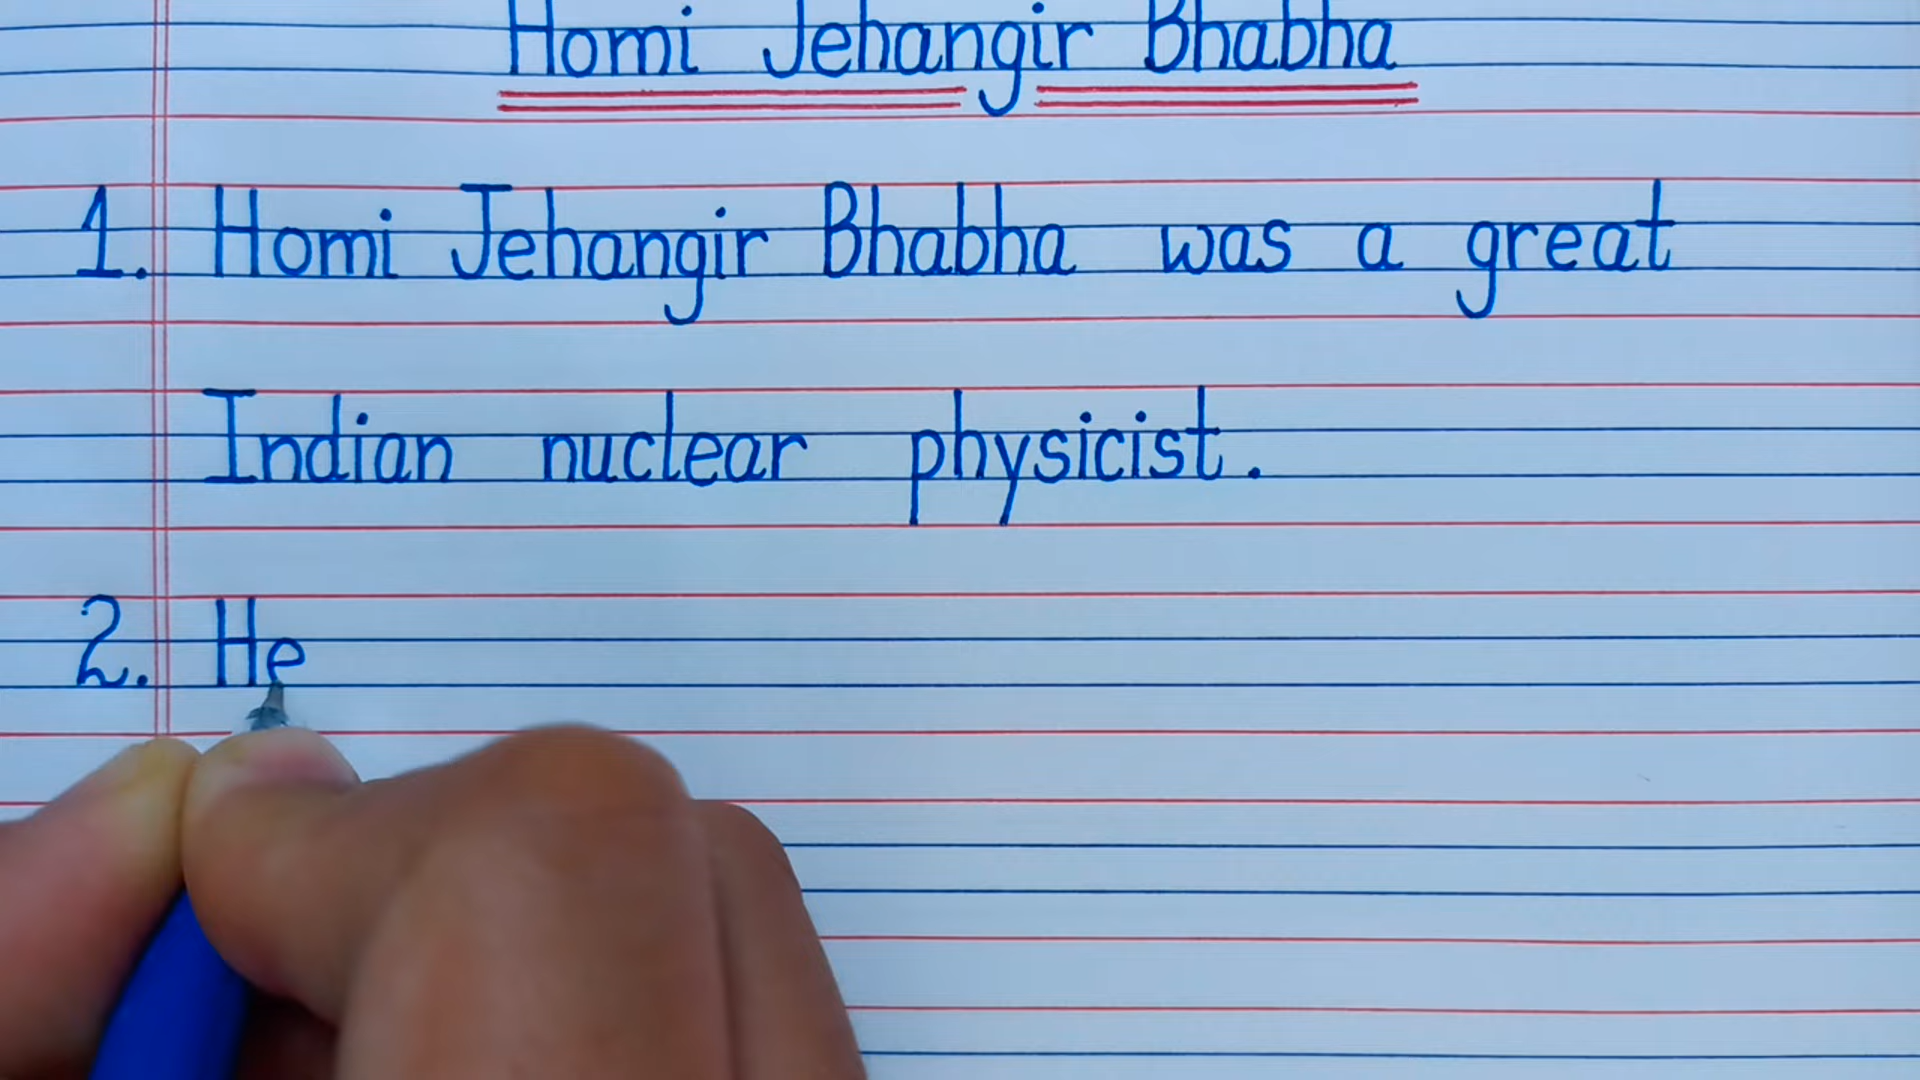 Homi Jehangir Bhabha
1. Homi Jehangir Bhabha was a great
Indian nuclear physicist.
2. He